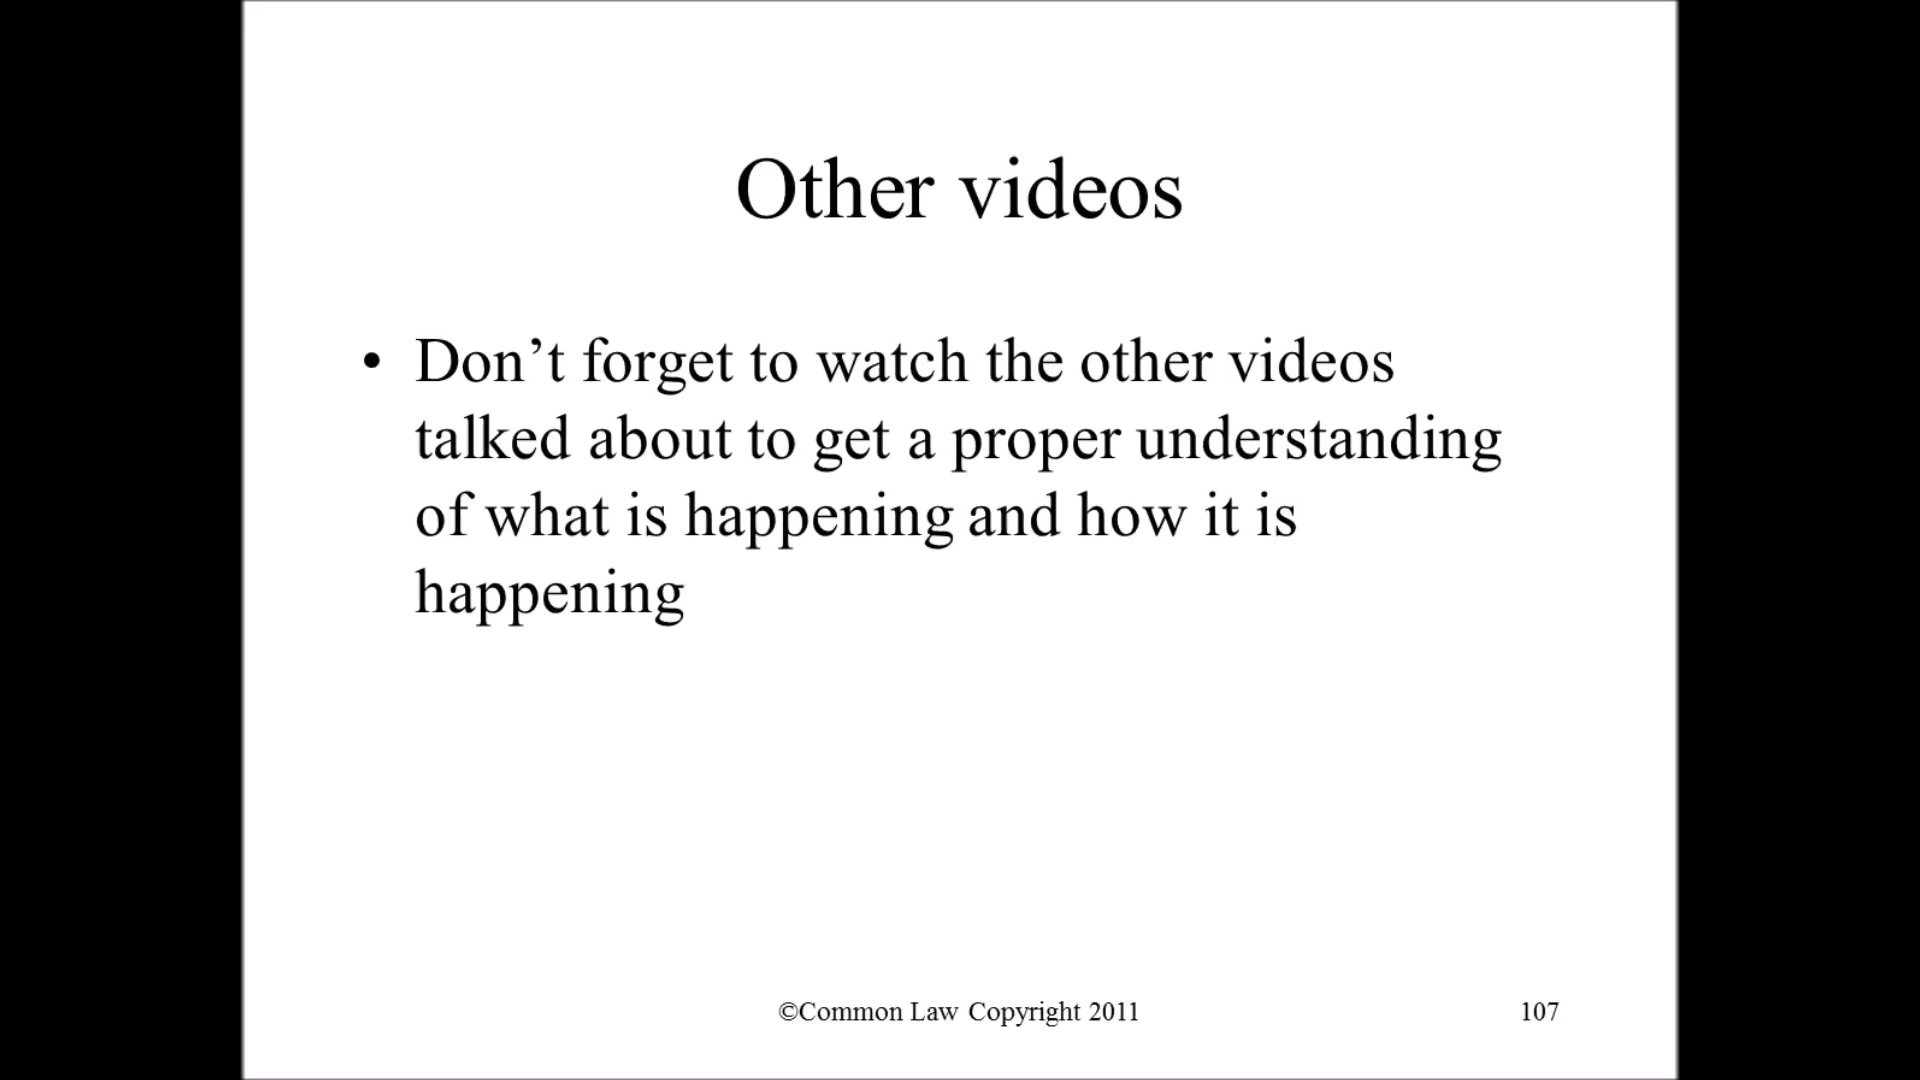 Other videos
• Don’t forget to watch the other videos
talked about to get a proper understanding
of what is happening and how it is
happening
©Common Law Copyright 2011
107